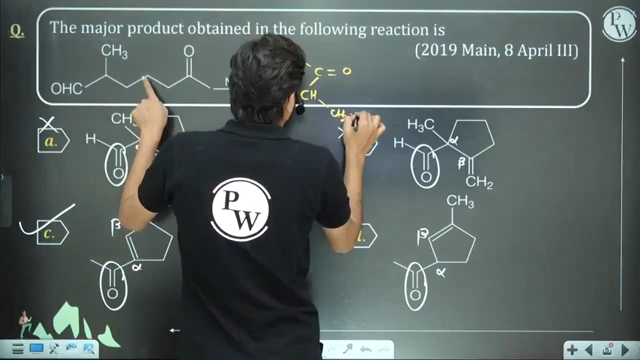 Q. The major product obtained in the following reaction is
(2019 Main, 8 April III)
CH₃
O
OHC
C = O
CH
CH₃
a.
H
O
α
H₃C
H
O
α
β
CH₂
c.
β
α
O
CH₃
β
α
O
PW